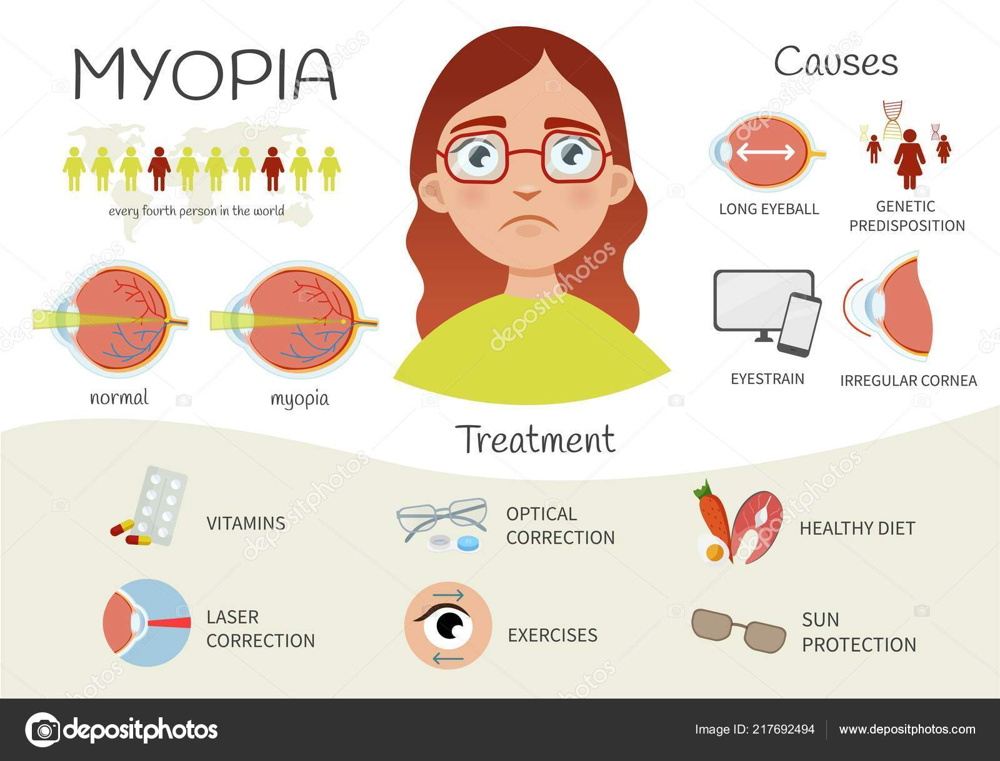 MYOPIA
every fourth person in the world
normal
myopia
Causes
LONG EYEBALL
GENETIC
PREDISPOSITION
EYESTRAIN
IRREGULAR CORNEA
Treatment
VITAMINS
OPTICAL
CORRECTION
HEALTHY DIET
LASER
CORRECTION
EXERCISES
SUN
PROTECTION
depositphotos
Image ID: 217692494
www.depositphotos.com